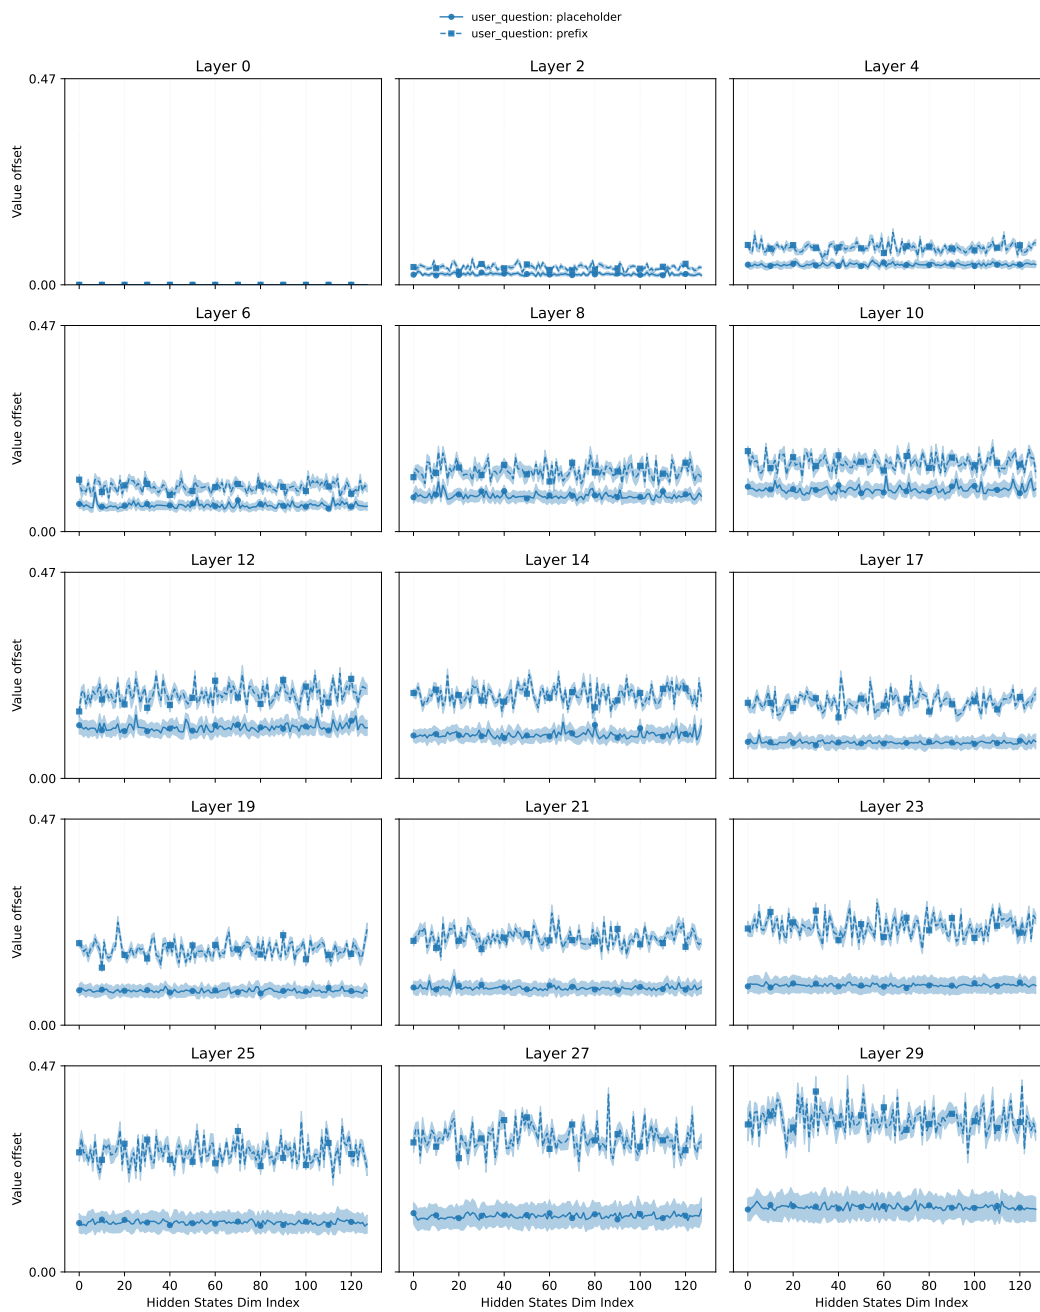 user_question: placeholder
user_question: prefix
Layer 0
Layer 2
Layer 4
0.47
Value offset
0.00
Layer 6
Layer 8
Layer 10
0.47
Value offset
0.00
Layer 12
Layer 14
Layer 17
0.47
Value offset
0.00
Layer 19
Layer 21
Layer 23
0.47
Value offset
0.00
Layer 25
Layer 27
Layer 29
0.47
Value offset
0.00
0 20 40 60 80 100 120
0 20 40 60 80 100 120
0 20 40 60 80 100 120
Hidden States Dim Index
Hidden States Dim Index
Hidden States Dim Index